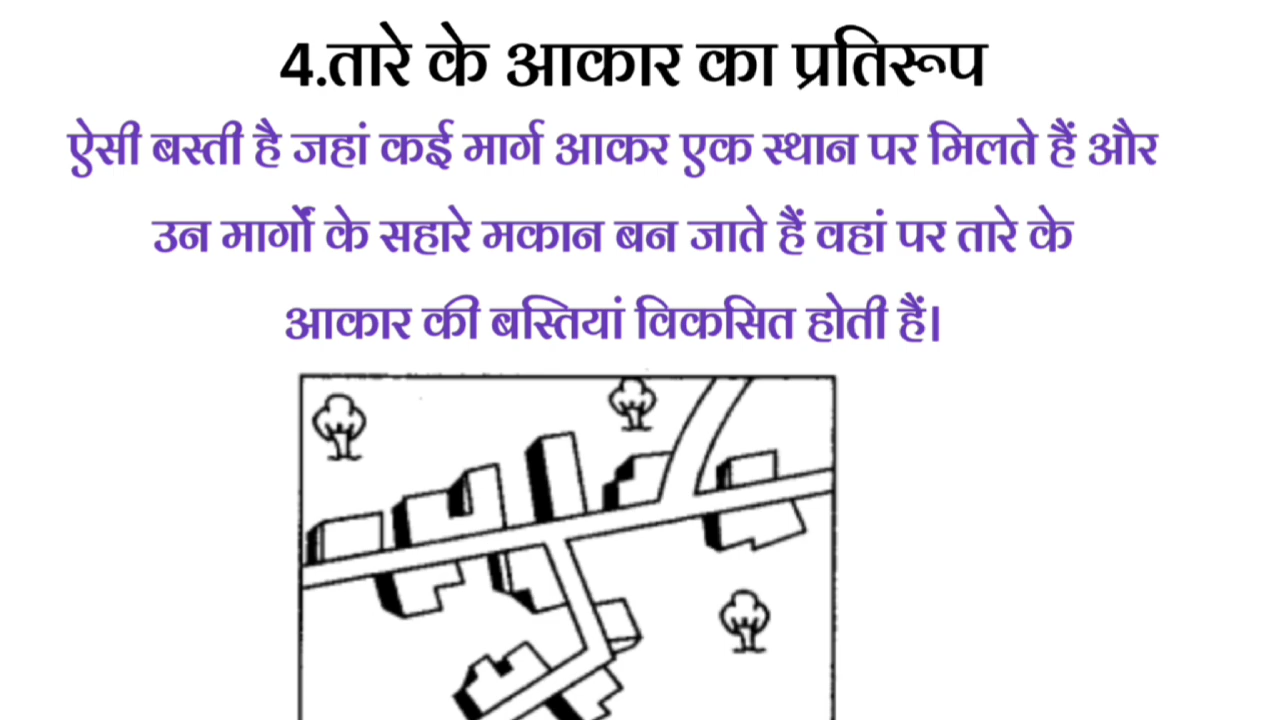 4.तारे के आकार का प्रतिरूप
ऐसी बस्ती है जहां कई मार्ग आकर एक स्थान पर मिलते हैं और
उन मार्गों के सहारे मकान बन जाते हैं वहां पर तारे के
आकार की बस्तियां विकसित होती हैं।